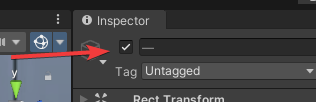 Inspector
—
Tag Untagged
Rect Transform
y